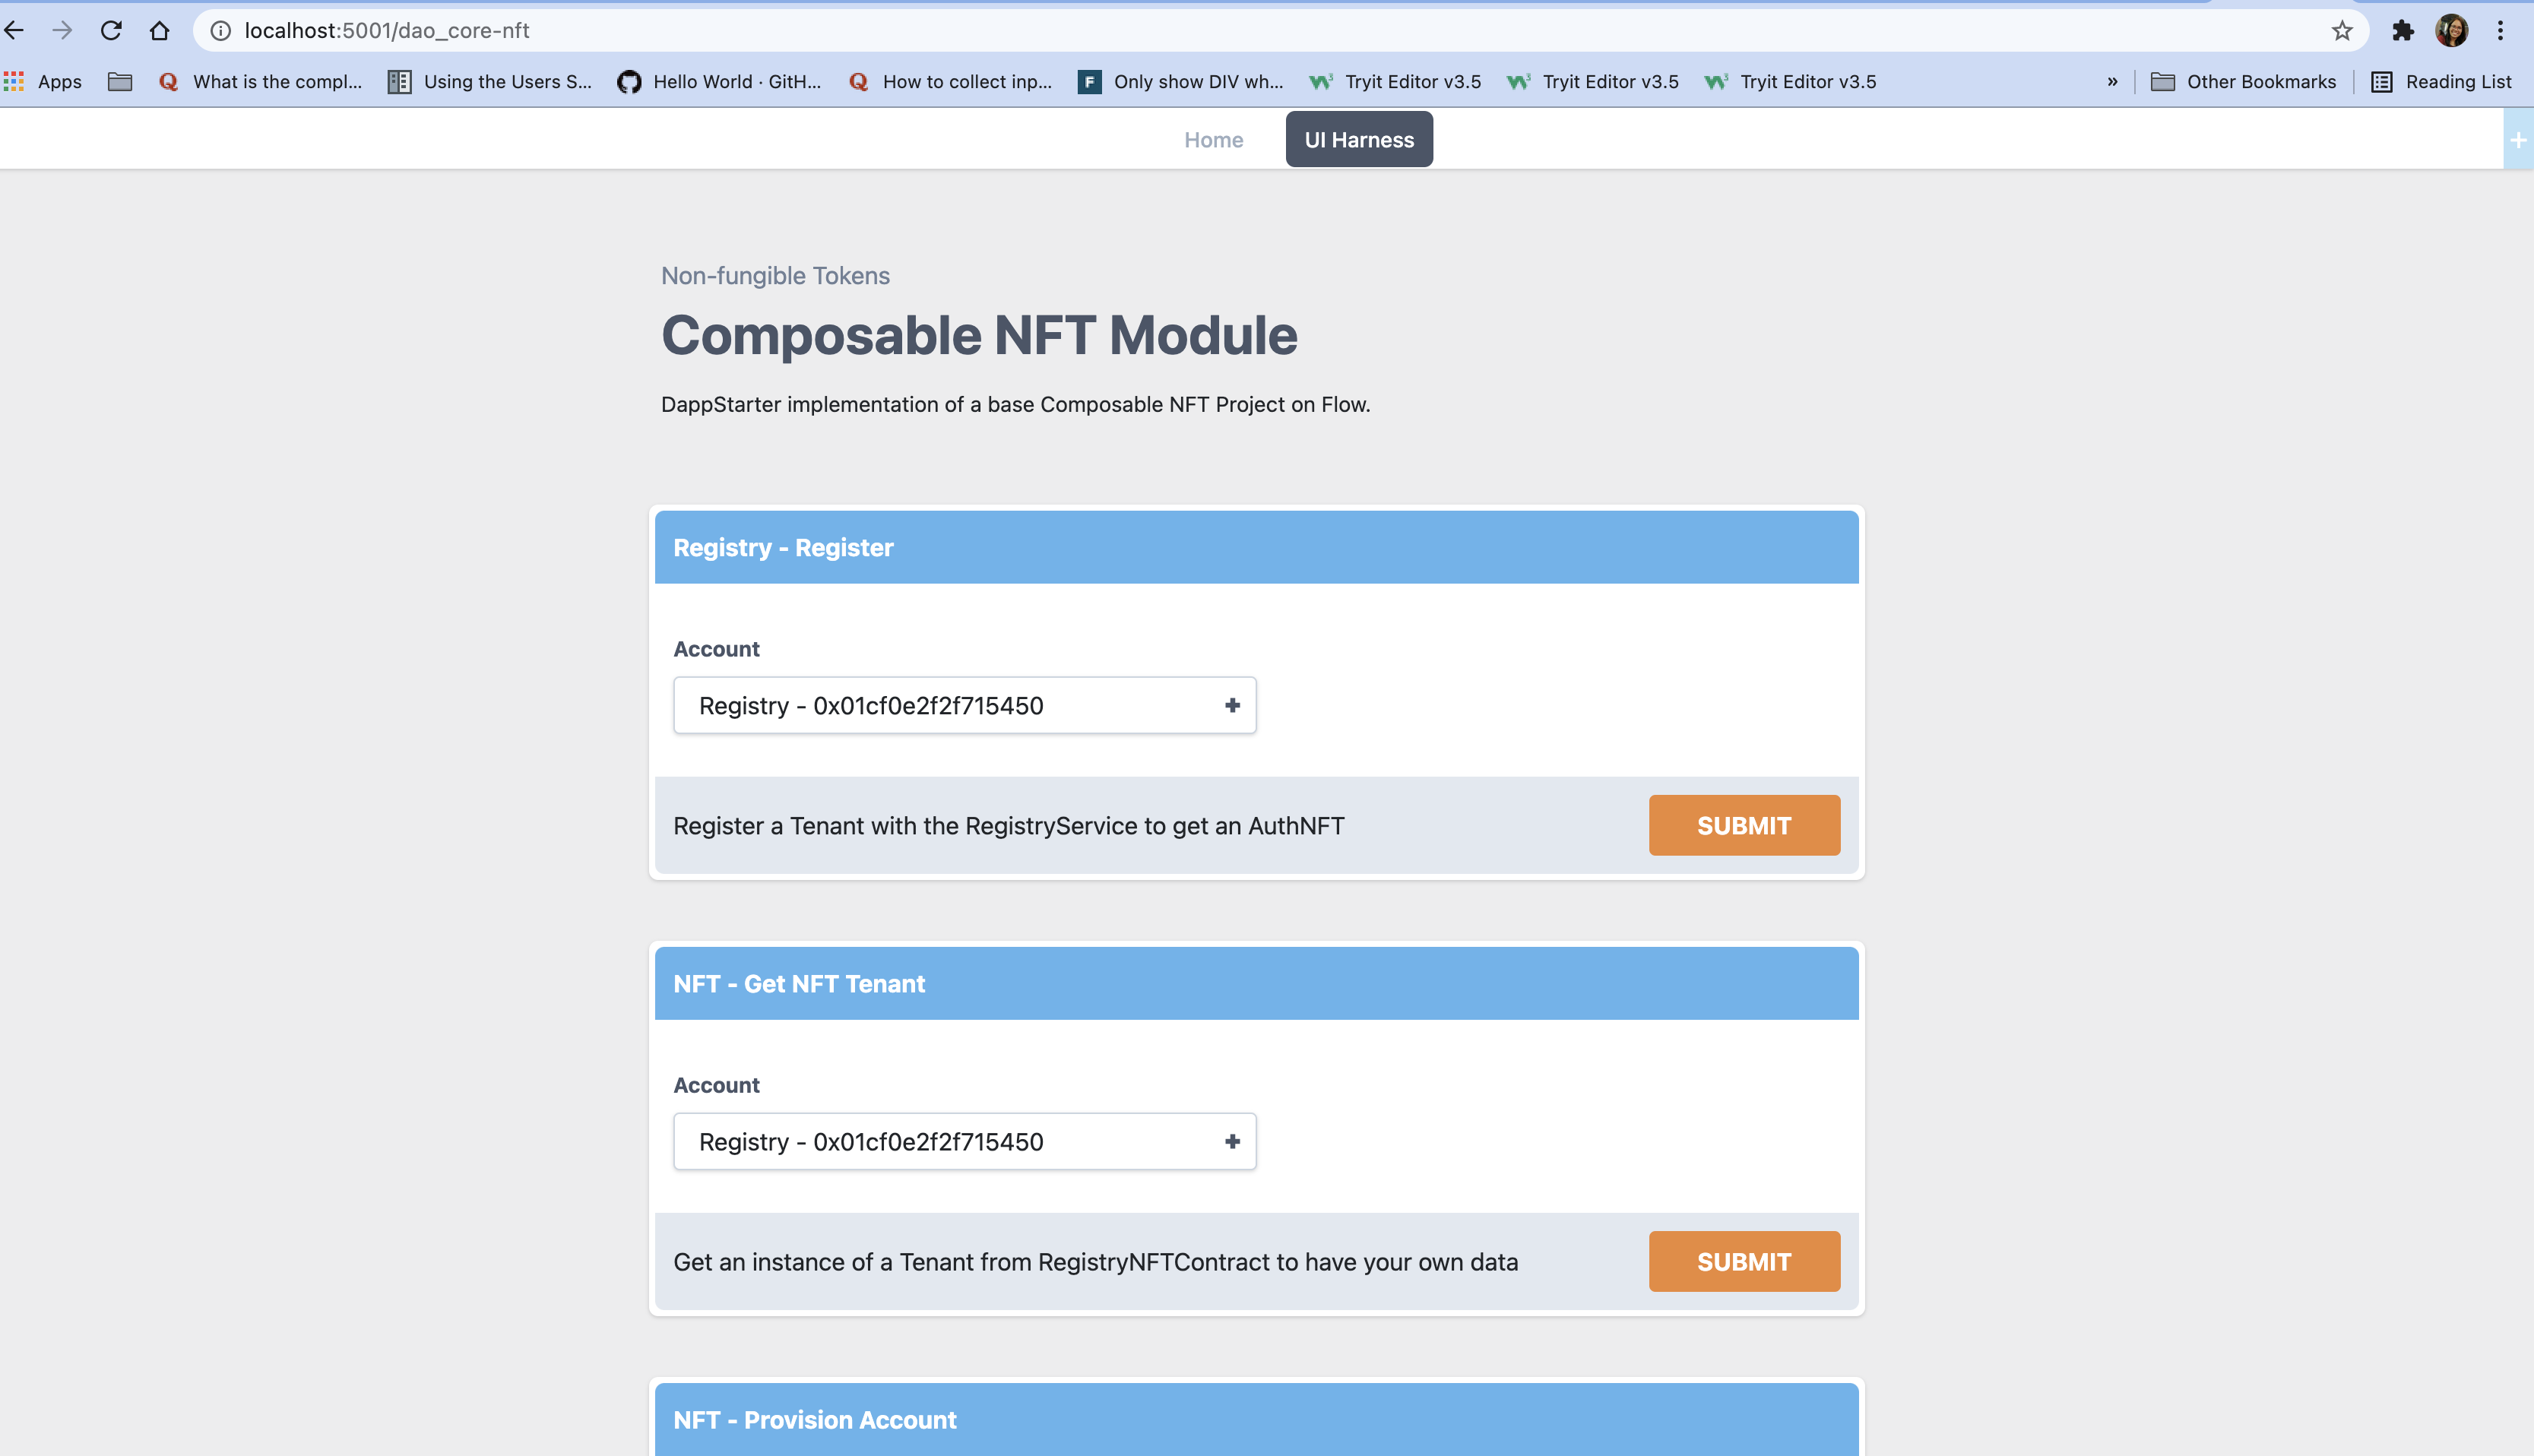 localhost:5001/dao_core-nft
Apps What is the compl... Using the Users S... Hello World · GitH... How to collect inp... F Only show DIV wh... Tryit Editor v3.5 Tryit Editor v3.5 Tryit Editor v3.5 » Other Bookmarks Reading List
Home UI Harness +
Non-fungible Tokens
Composable NFT Module
DappStarter implementation of a base Composable NFT Project on Flow.
Registry - Register
Account
Registry - 0x01cf0e2f2f715450
Register a Tenant with the RegistryService to get an AuthNFT SUBMIT
NFT - Get NFT Tenant
Account
Registry - 0x01cf0e2f2f715450
Get an instance of a Tenant from RegistryNFTContract to have your own data SUBMIT
NFT - Provision Account